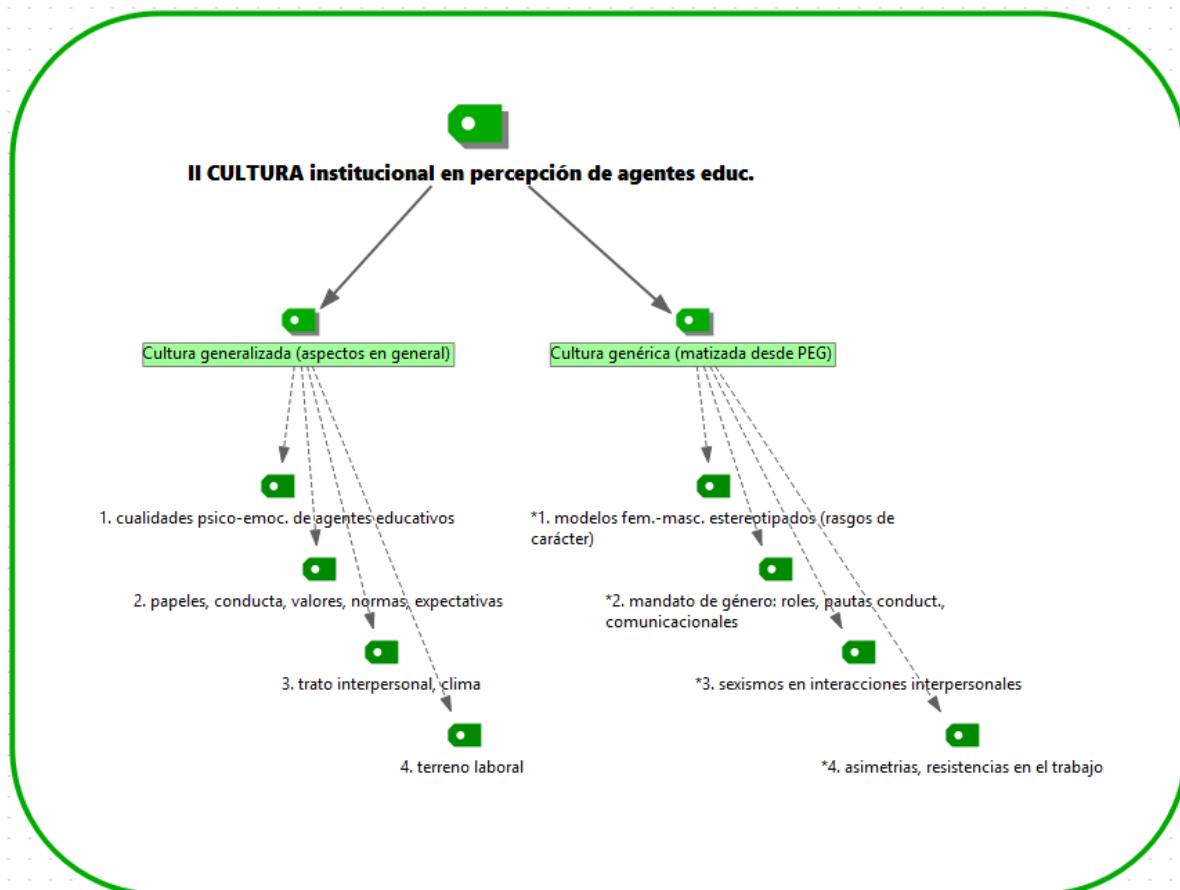 II CULTURA institucional en percepción de agentes educ.
Cultura generalizada (aspectos en general)
Cultura genérica (matizada desde PEG)
1. cualidades psico-emoc. de agentes educativos
*1. modelos fem.-masc. estereotipados (rasgos de
carácter)
2. papeles, conducta, valores, normas, expectativas
*2. mandato de género: roles, pautas conduct.,
comunicacionales
3. trato interpersonal, clima
*3. sexismos en interacciones interpersonales
4. terreno laboral
*4. asimetrias, resistencias en el trabajo